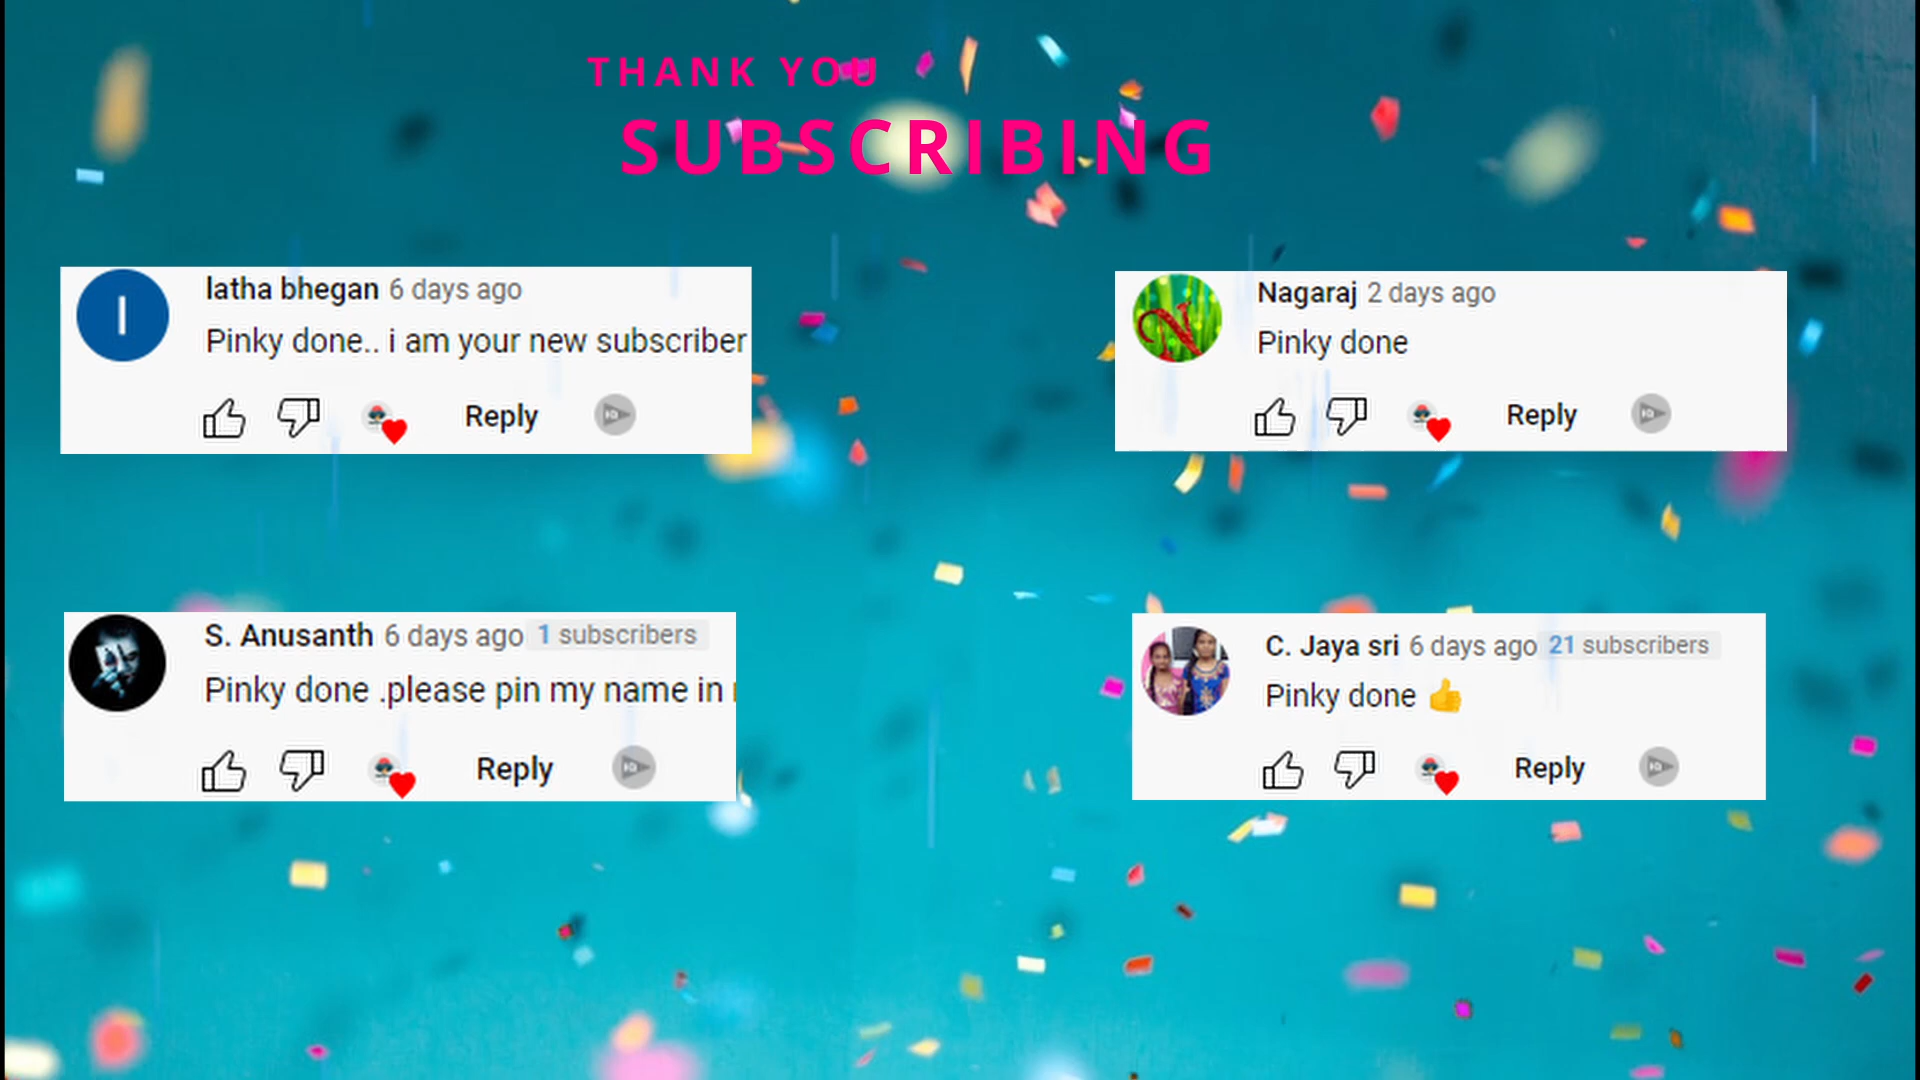 THANK YOU
SUBSCRIBING
latha bhegan 6 days ago
Pinky done.. i am your new subscriber
Reply
Nagaraj 2 days ago
Pinky done
Reply
S. Anusanth 6 days ago 1 subscribers
Pinky done .please pin my name in
Reply
C. Jaya sri 6 days ago 21 subscribers
Pinky done 👍
Reply